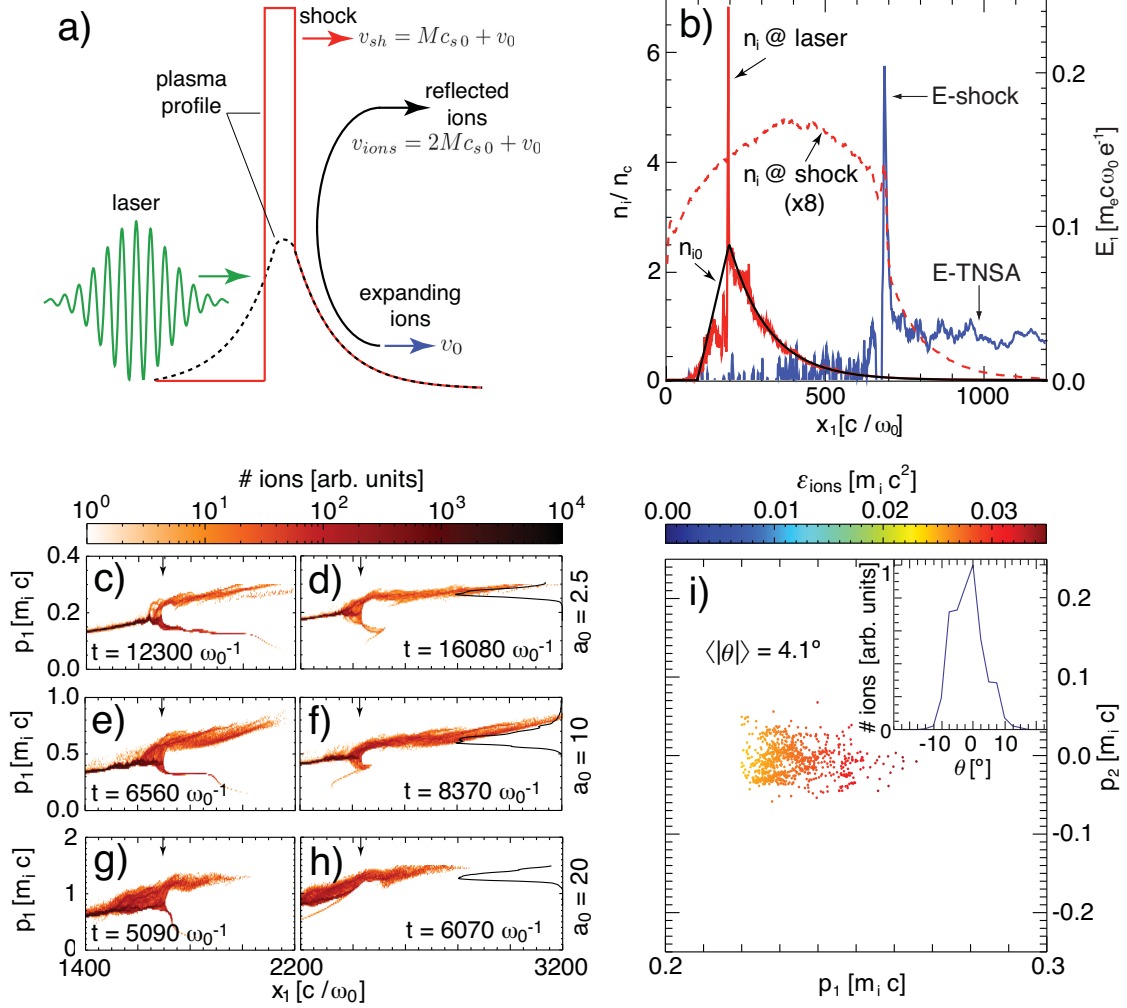 a)
shock
v_sh = Mc_s0 + v_0
plasma
profile
reflected
ions
v_ions = 2Mc_s0 + v_0
laser
expanding
ions
v_0
b)
n_i @ laser
E-shock
n_i @ shock
(x8)
n_i0
E-TNSA
n_i / n_c
6
4
2
0
E_1 [m_e c ω_0 e^-1]
0.2
0.1
0.0
0
500
1000
x_1 [c / ω_0]
# ions [arb. units]
10^0
10^1
10^2
10^3
10^4
c)
t = 12300 ω_0^-1
d)
t = 16080 ω_0^-1
a_0 = 2.5
p_1 [m_i c]
0.4
0.2
0.0
e)
t = 6560 ω_0^-1
f)
t = 8370 ω_0^-1
a_0 = 10
p_1 [m_i c]
1.0
0.5
0.0
g)
t = 5090 ω_0^-1
h)
t = 6070 ω_0^-1
a_0 = 20
p_1 [m_i c]
2
1
0
1400
2200
3200
x_1 [c / ω_0]
ε_ions [m_i c^2]
0.00
0.01
0.02
0.03
i)
⟨|θ|⟩ = 4.1º
# ions [arb. units]
1
0
-10
0
10
θ [°]
0.2
0.1
0.0
-0.1
-0.2
p_2 [m_i c]
0.2
0.3
p_1 [m_i c]